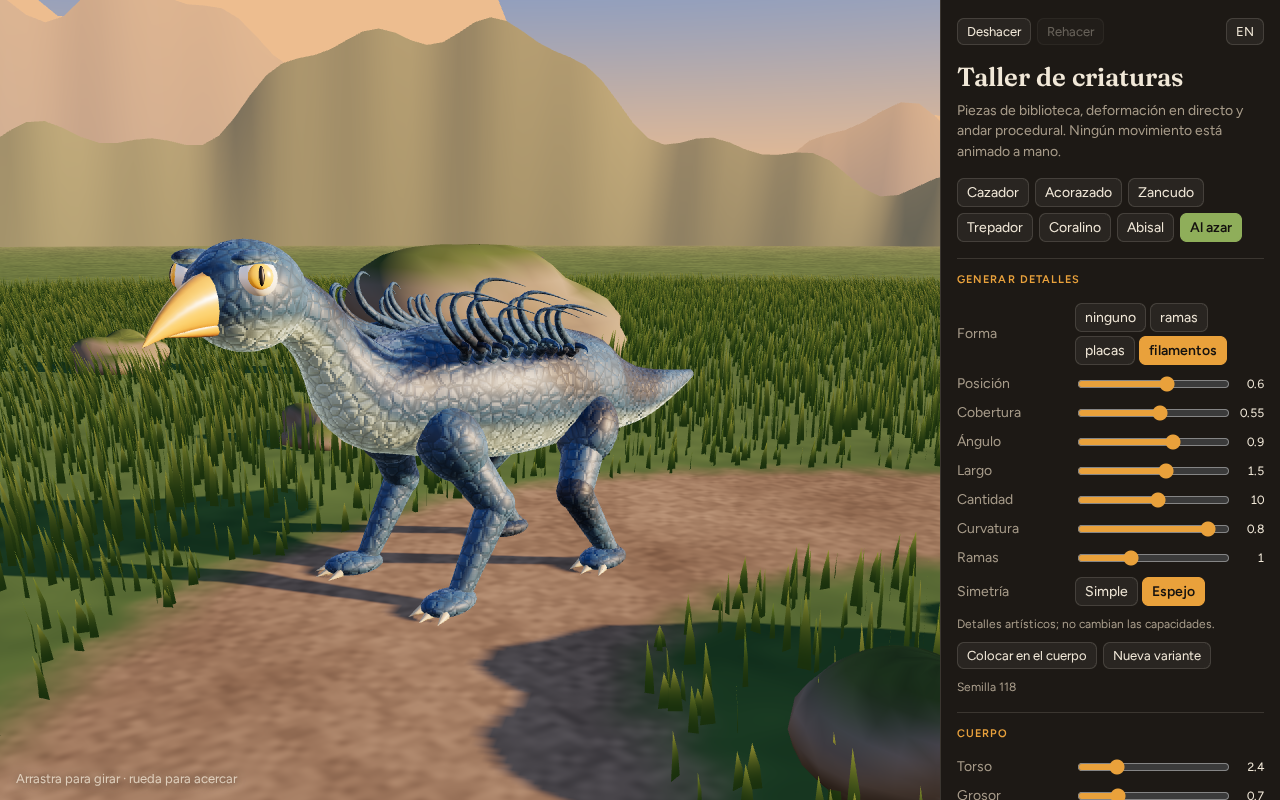 Deshacer Rehacer EN
Taller de criaturas
Piezas de biblioteca, deformación en directo y
andar procedural. Ningún movimiento está
animado a mano.
Cazador Acorazado Zancudo
Trepador Coralino Abisal Al azar
GENERAR DETALLES
Forma
ninguno ramas
placas filamentos
Posición 0.6
Cobertura 0.55
Ángulo 0.9
Largo 1.5
Cantidad 10
Curvatura 0.8
Ramas 1
Simetría Simple Espejo
Detalles artísticos; no cambian las capacidades.
Colocar en el cuerpo Nueva variante
Semilla 118
CUERPO
Torso 2.4
Grosor 0.7
Arrastra para girar · rueda para acercar